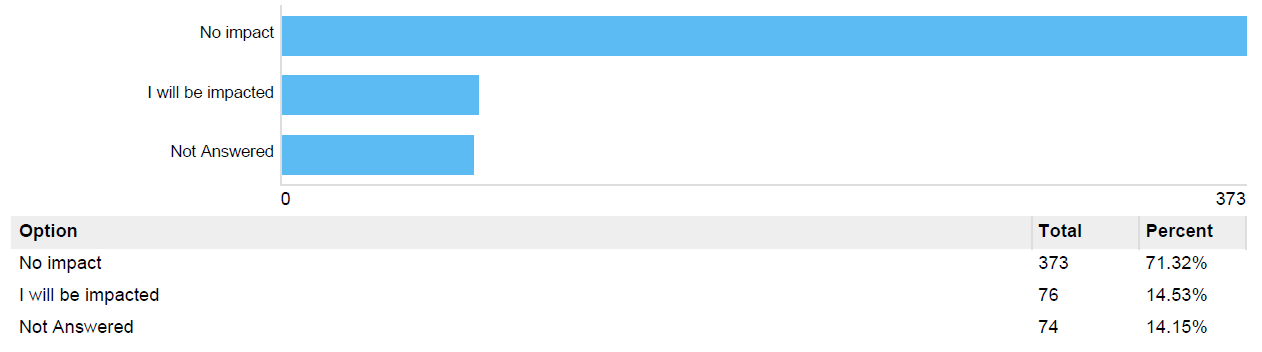 No impact
I will be impacted
Not Answered
0 373
Option Total Percent
No impact 373 71.32%
I will be impacted 76 14.53%
Not Answered 74 14.15%